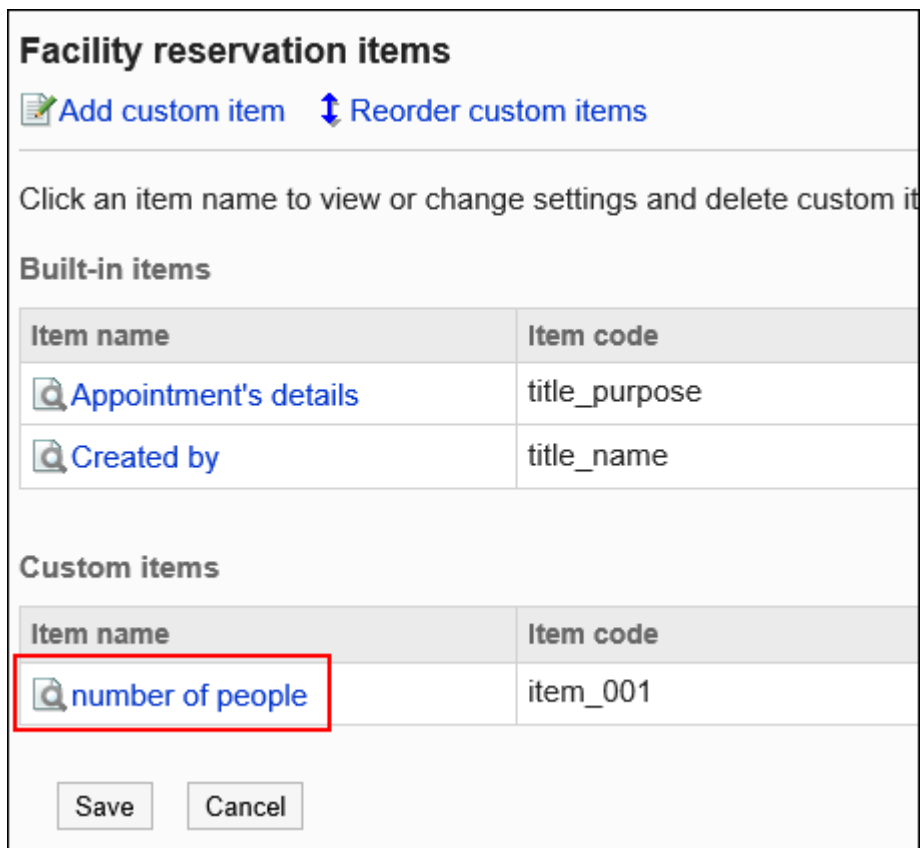 Facility reservation items
Add custom item Reorder custom items
Click an item name to view or change settings and delete custom it
Built-in items
Item name Item code
Appointment's details title_purpose
Created by title_name
Custom items
Item name Item code
number of people item_001
Save Cancel